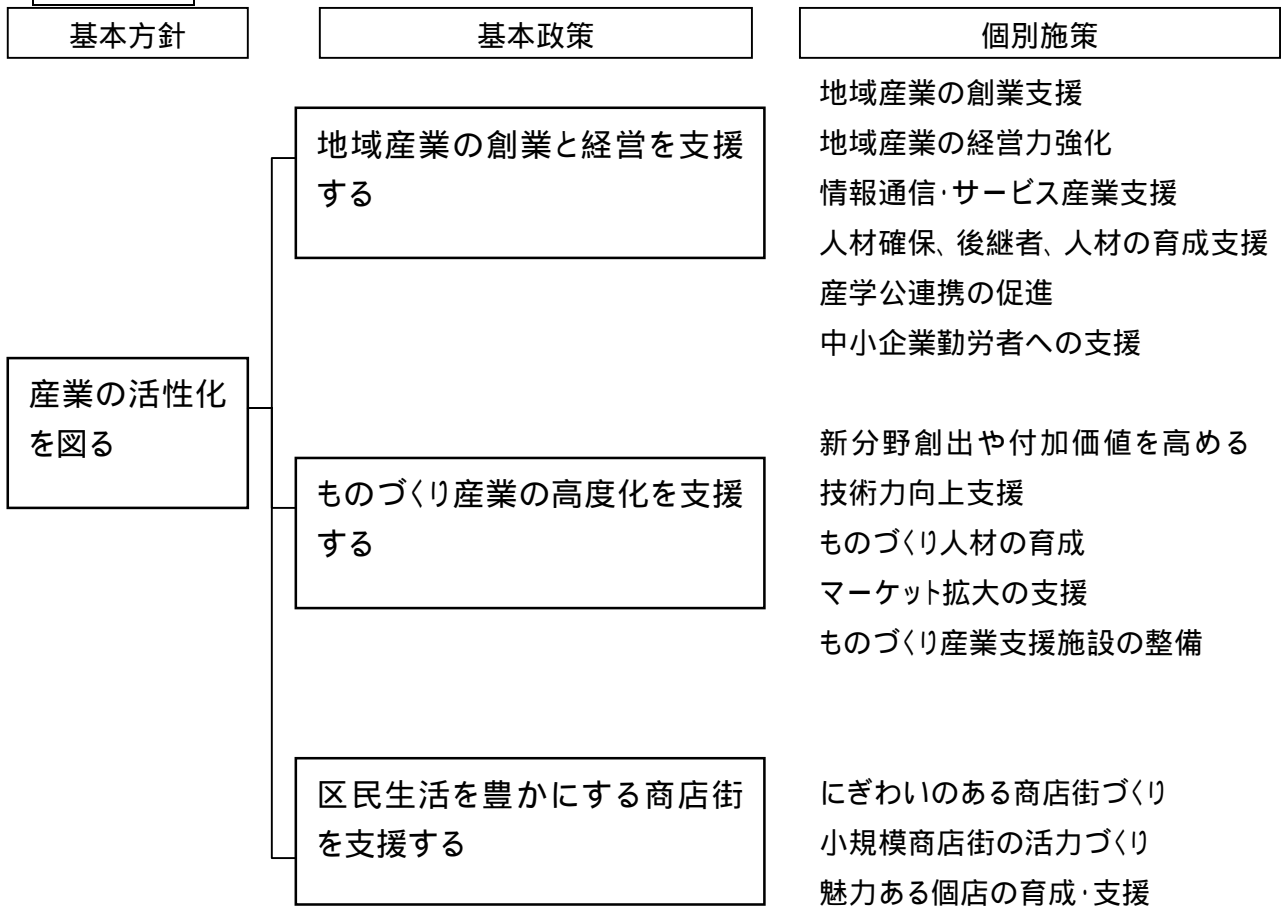 基本方針
基本政策
個別施策
産業の活性化
を図る
地域産業の創業と経営を支援
する
地域産業の創業支援
地域産業の経営力強化
情報通信・サービス産業支援
人材確保、後継者、人材の育成支援
産学公連携の促進
中小企業勤労者への支援
ものづくり産業の高度化を支援
する
新分野創出や付加価値を高める
技術力向上支援
ものづくり人材の育成
マーケット拡大の支援
ものづくり産業支援施設の整備
区民生活を豊かにする商店街
を支援する
にぎわいのある商店街づくり
小規模商店街の活力づくり
魅力ある個店の育成・支援